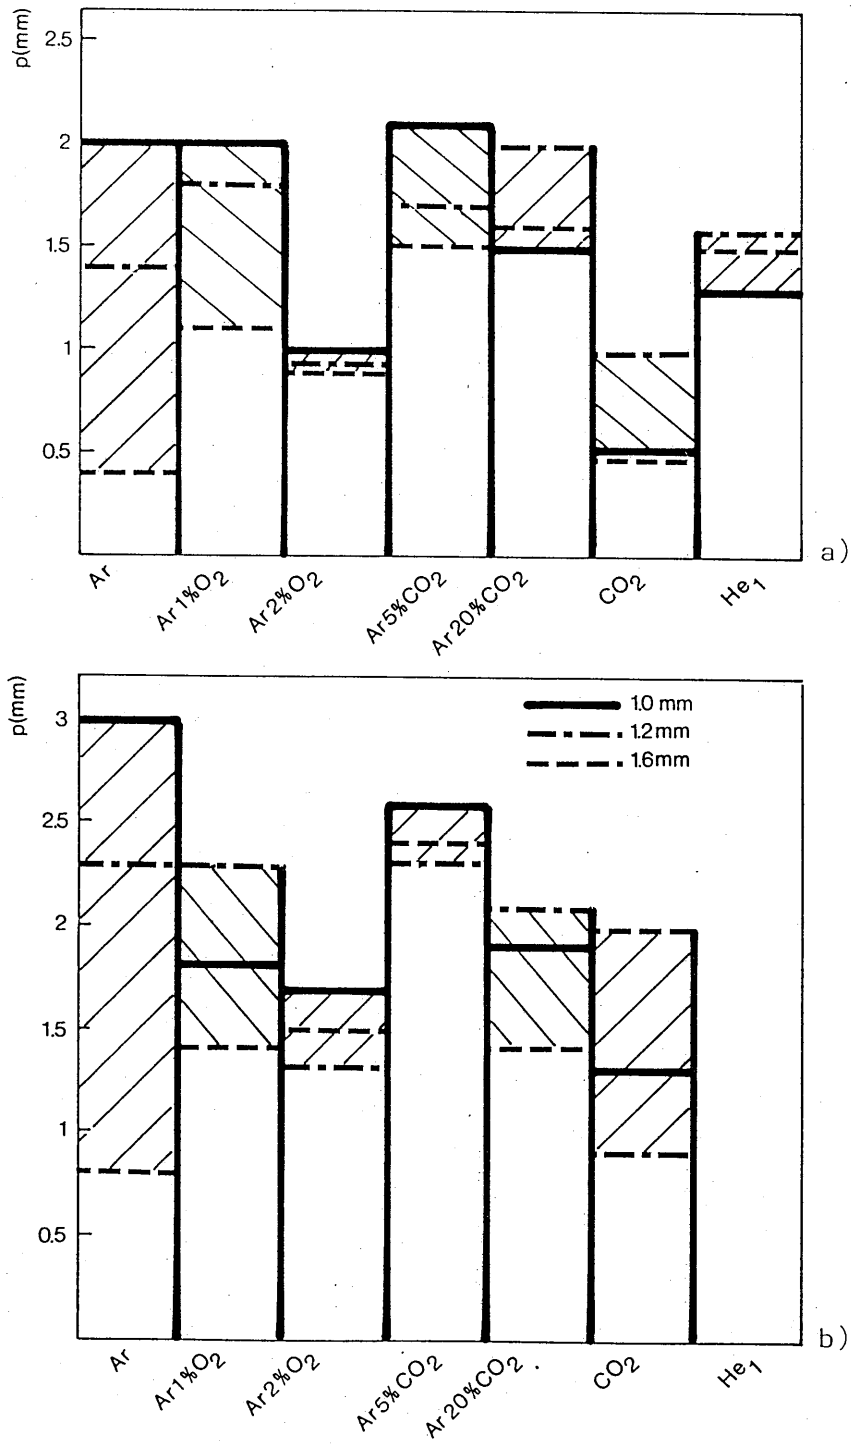 p(mm)
2.5
2
1.5
1
0.5
a)
Ar
Ar1%O₂
Ar2%O₂
Ar5%CO₂
Ar20%CO₂
CO₂
He₁
p(mm)
3
2.5
2
1.5
1
0.5
1.0 mm
1.2mm
1.6mm
b)
Ar
Ar1%O₂
Ar2%O₂
Ar5%CO₂
Ar20%CO₂
CO₂
He₁